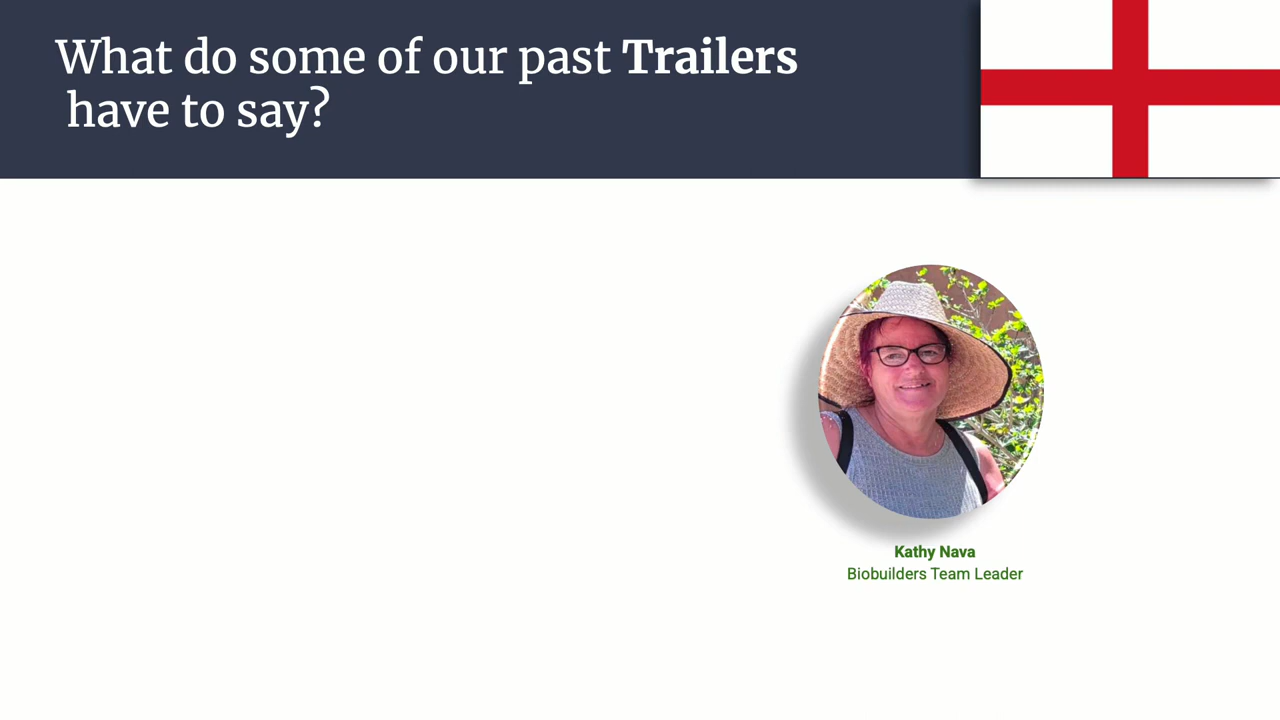 What do some of our past Trailers
have to say?
Kathy Nava
Biobuilders Team Leader